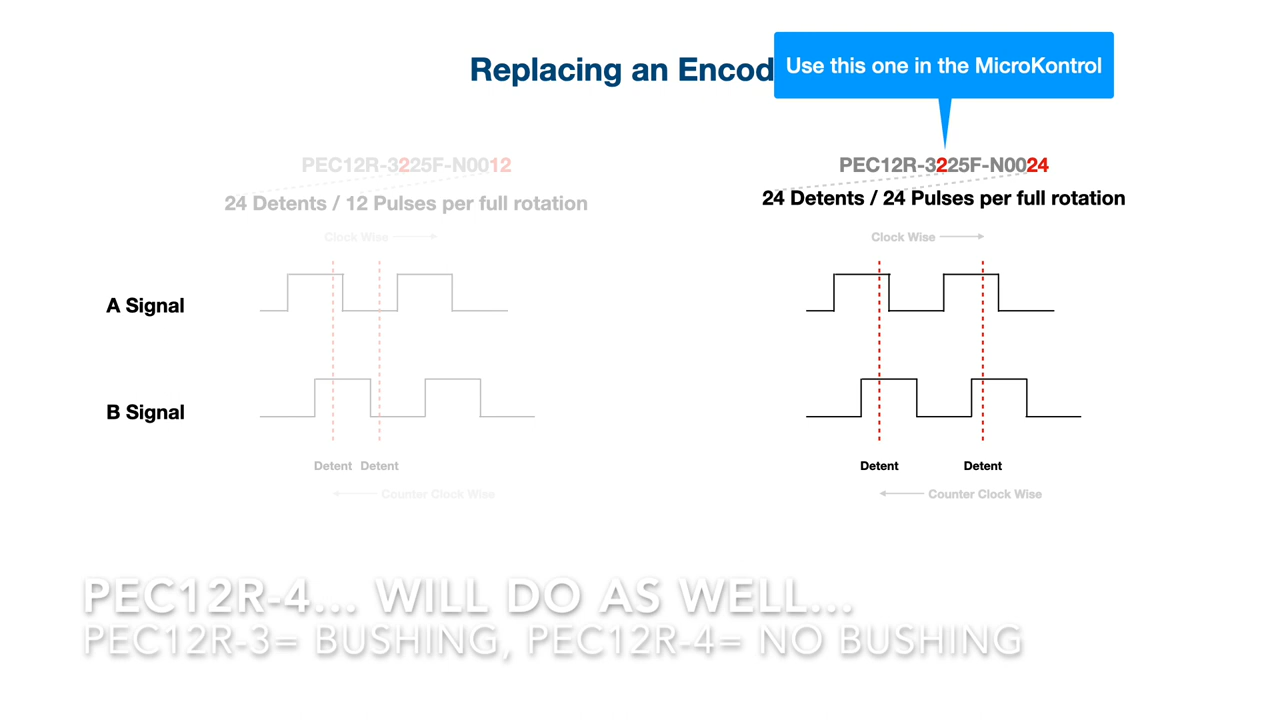 Replacing an Encod
Use this one in the MicroKontrol
PEC12R-3225F-N0012
24 Detents / 12 Pulses per full rotation
Clock Wise
PEC12R-3225F-N0024
24 Detents / 24 Pulses per full rotation
Clock Wise
A Signal
B Signal
Detent Detent
Counter Clock Wise
Detent Detent
Counter Clock Wise
PEC12R-4... WILL DO AS WELL...
PEC12R-3= BUSHING, PEC12R-4= NO BUSHING